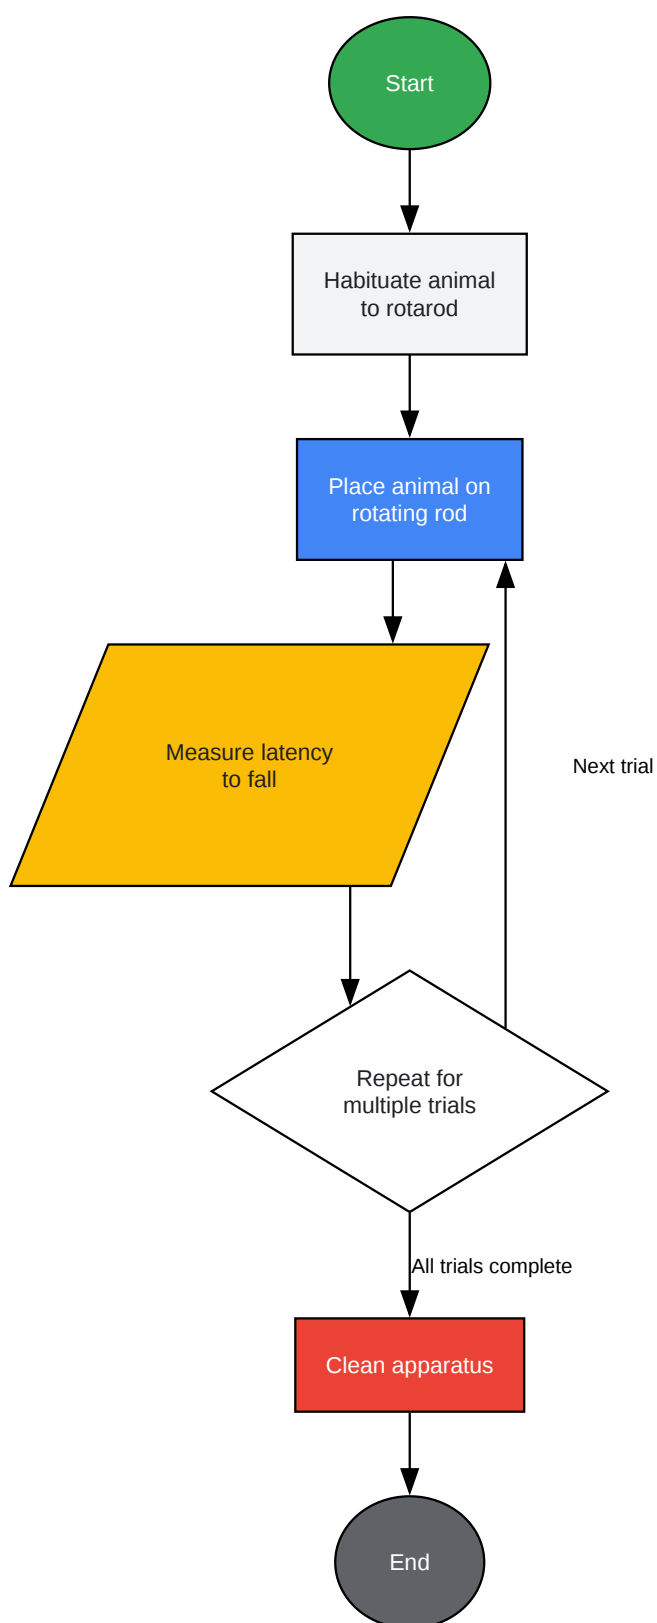 Start
Habituate animal
to rotarod
Place animal on
rotating rod
Measure latency
to fall
Next trial
Repeat for
multiple trials
All trials complete
Clean apparatus
End